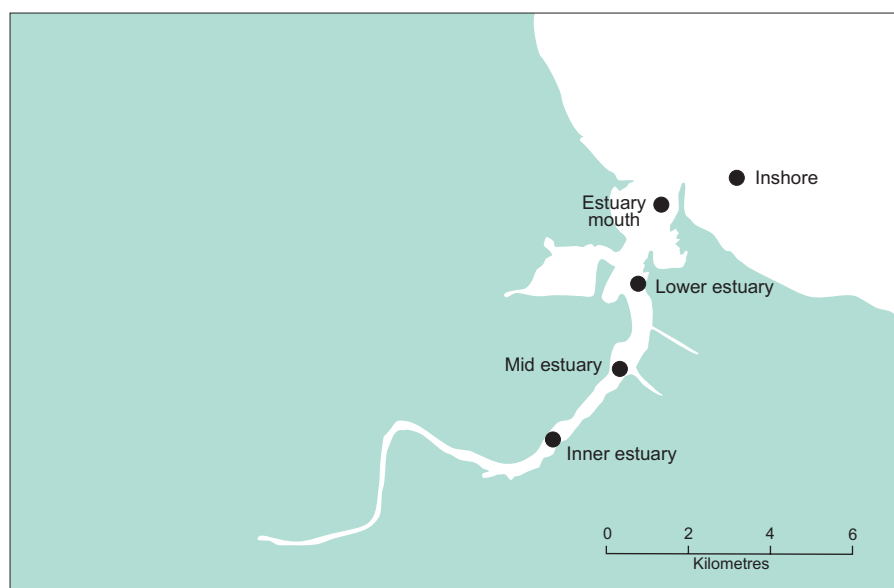 Inshore
Estuary
mouth
Lower estuary
Mid estuary
Inner estuary
0 2 4 6
Kilometres